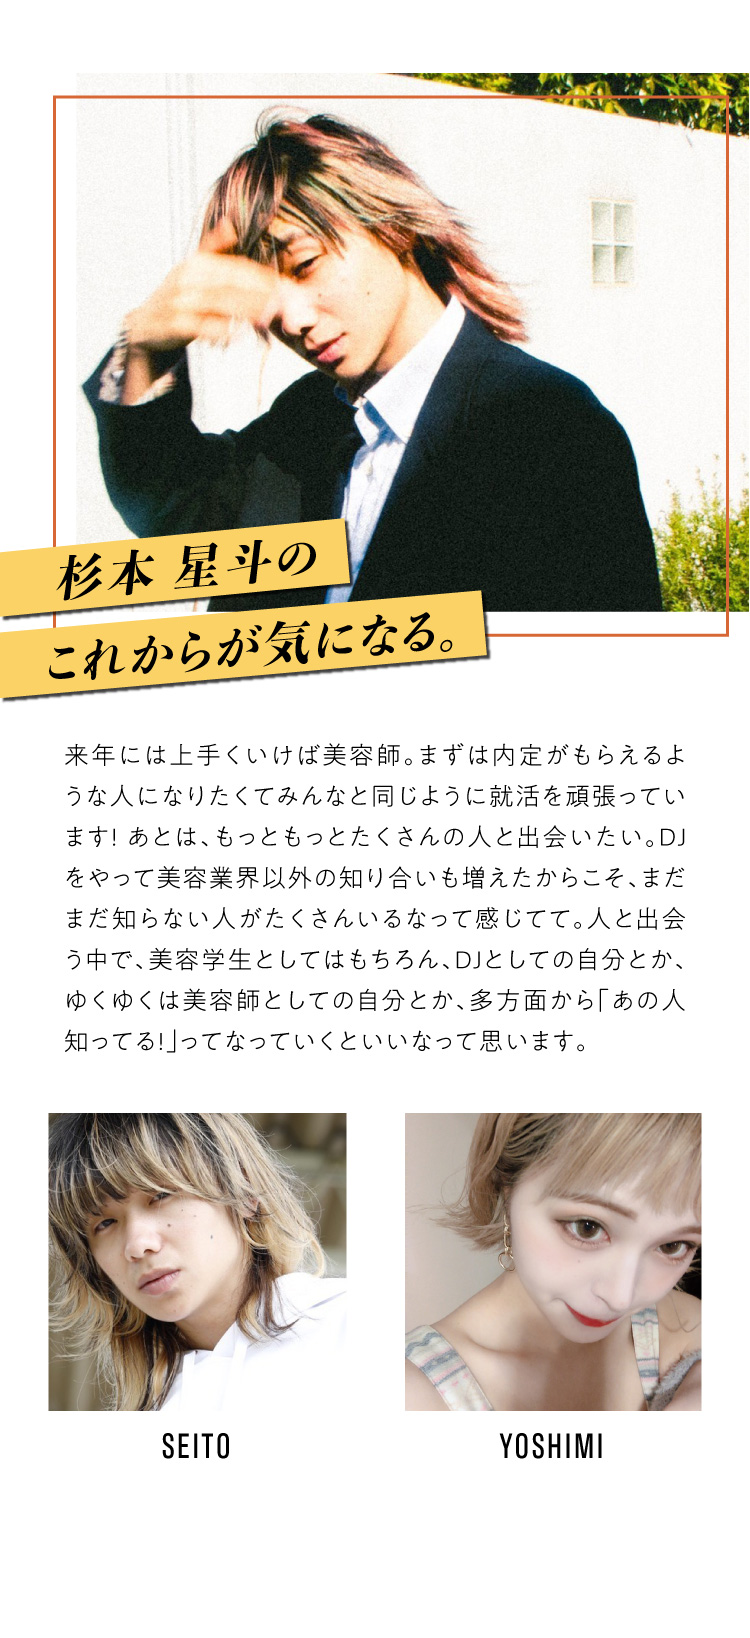 杉本 星斗の
これからが気になる。
来年には上手くいけば美容師。まずは内定がもらえるよ
うな人になりたくてみんなと同じように就活を頑張ってい
ます! あとは、もっともっとたくさんの人と出会いたい。DJ
をやって美容業界以外の知り合いも増えたからこそ、まだ
まだ知らない人がたくさんいるなって感じてて。人と出会
う中で、美容学生としてはもちろん、DJとしての自分とか、
ゆくゆくは美容師としての自分とか、多方面から「あの人
知ってる!」ってなっていくといいなって思います。
SEITO
YOSHIMI